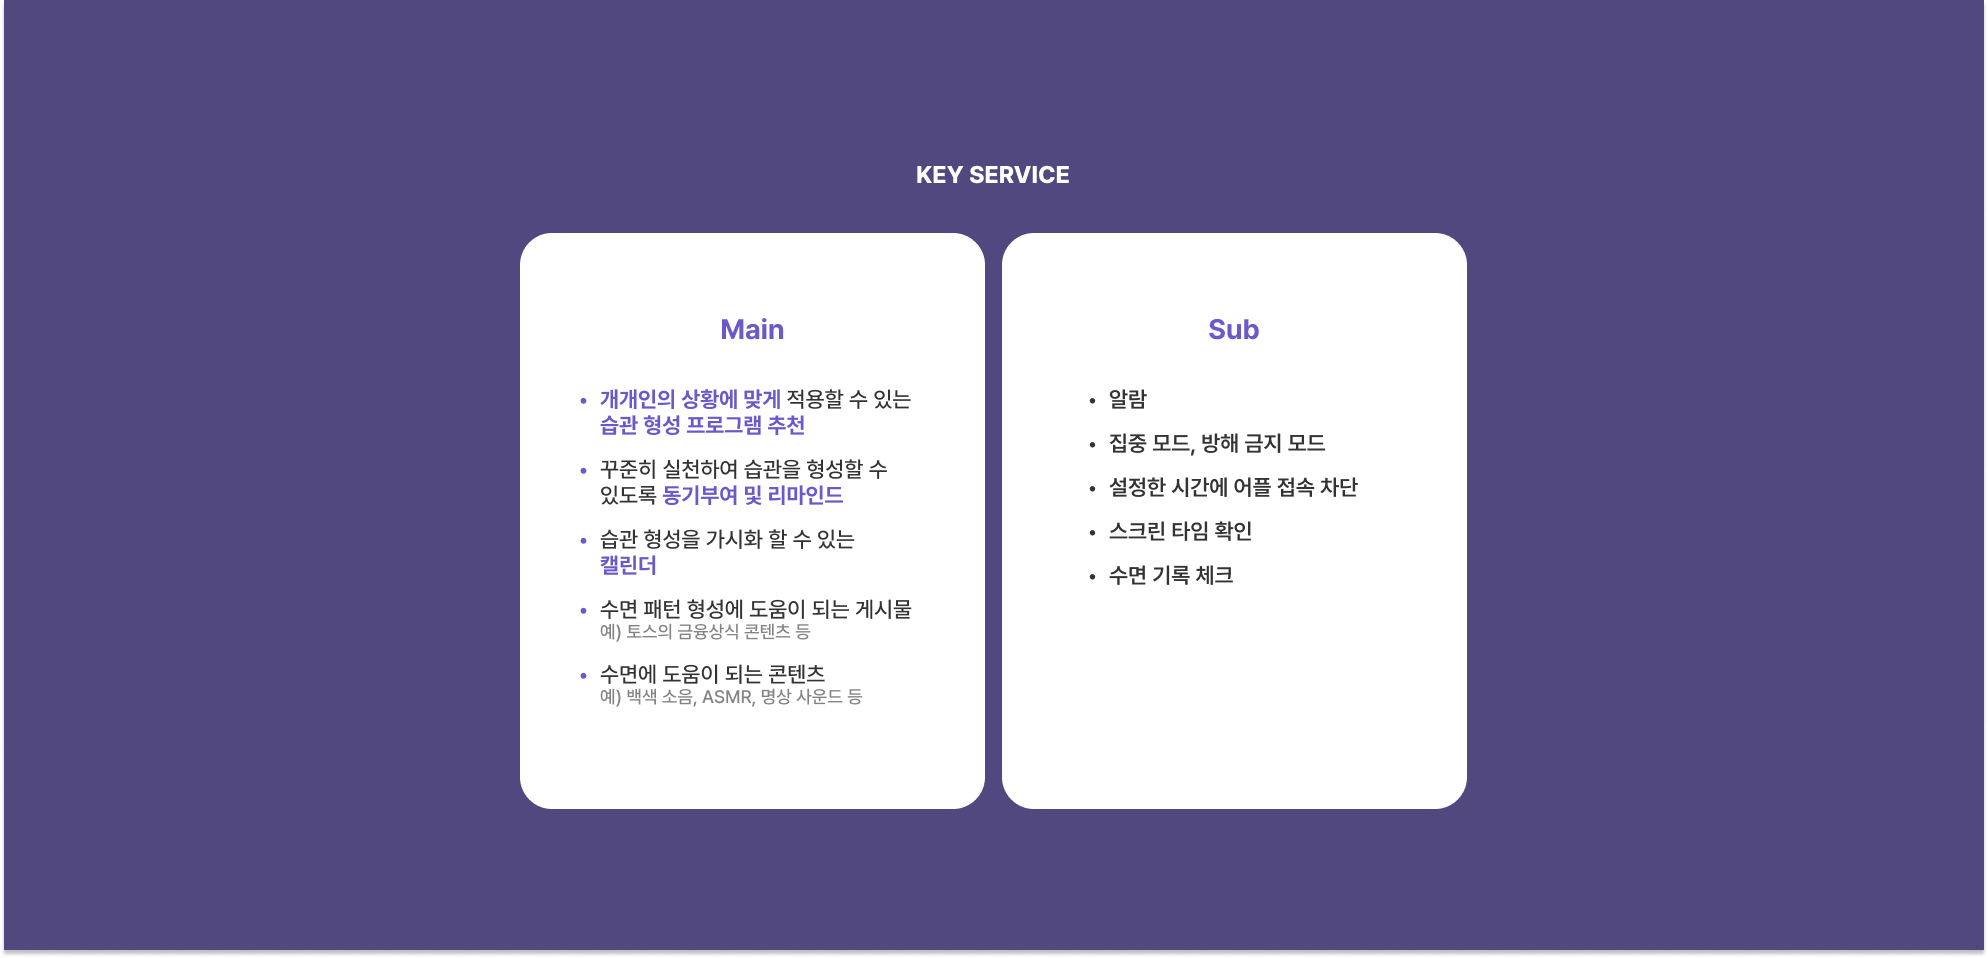 KEY SERVICE
Main
• 개개인의 상황에 맞게 적용할 수 있는
습관 형성 프로그램 추천
• 꾸준히 실천하여 습관을 형성할 수
있도록 동기부여 및 리마인드
• 습관 형성을 가시화 할 수 있는
캘린더
• 수면 패턴 형성에 도움이 되는 게시물
예) 토스의 금융상식 콘텐츠 등
• 수면에 도움이 되는 콘텐츠
예) 백색 소음, ASMR, 명상 사운드 등
Sub
• 알람
• 집중 모드, 방해 금지 모드
• 설정한 시간에 어플 접속 차단
• 스크린 타임 확인
• 수면 기록 체크